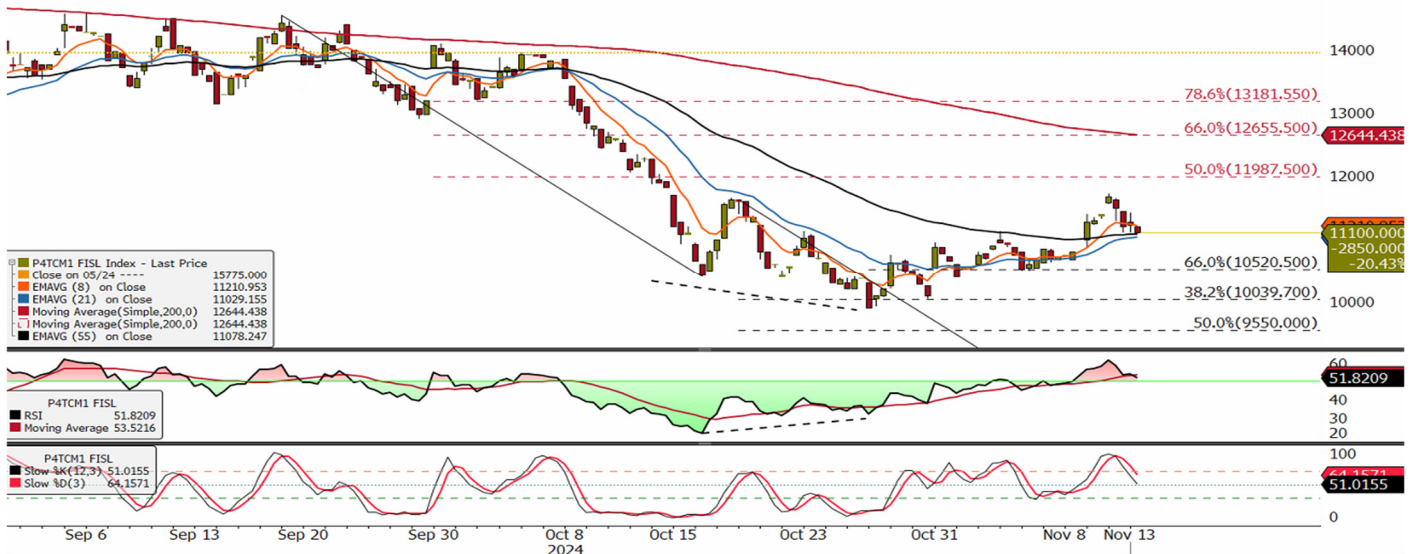 14000
78.6%(13181.550)
13000
66.0%(12655.500)
12644.438
50.0%(11987.500)
12000
11100.000
-2850.000
-20.43%
66.0%(10520.500)
38.2%(10039.700)
10000
50.0%(9550.000)
P4TCM1 FISL Index - Last Price
Close on 05/24 ---- 15775.000
EMAVG (8) on Close 11210.953
EMAVG (21) on Close 11029.155
Moving Average(Simple,200,0) 12644.438
Moving Average(Simple,200,0) 12644.438
EMAVG (55) on Close 11078.247
60
51.8209
40
30
20
P4TCM1 FISL
RSI 51.8209
Moving Average 53.5216
100
64.1571
51.0155
0
P4TCM1 FISL
Slow %K(12,3) 51.0155
Slow %D(3) 64.1571
Sep 6 Sep 13 Sep 20 Sep 30 Oct 8 Oct 15 Oct 23 Oct 31 Nov 8 Nov 13
2024